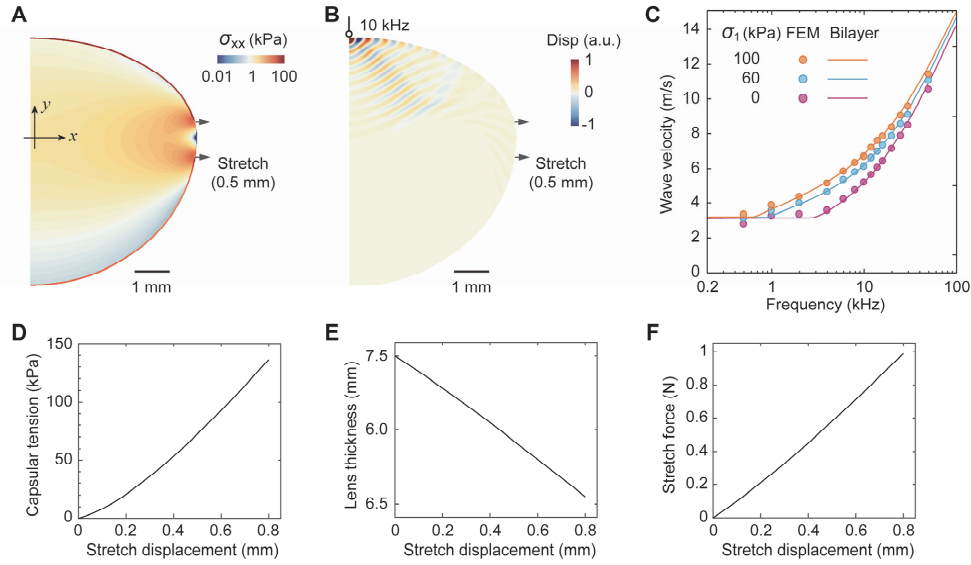 A
σxx (kPa)
0.01 1 100
y
x
Stretch
(0.5 mm)
1 mm
B
10 kHz
Disp (a.u.)
1
0
-1
Stretch
(0.5 mm)
1 mm
C
σ1 (kPa) FEM Bilayer
100
60
0
Wave velocity (m/s)
14
12
10
8
6
4
2
0
0.2 1 10 100
Frequency (kHz)
D
Capsular tension (kPa)
150
100
50
0
0 0.2 0.4 0.6 0.8
Stretch displacement (mm)
E
Lens thickness (mm)
7.5
6.0
6.5
0 0.2 0.4 0.6 0.8
Stretch displacement (mm)
F
Stretch force (N)
1
0.8
0.6
0.4
0.2
0
0 0.2 0.4 0.6 0.8
Stretch displacement (mm)